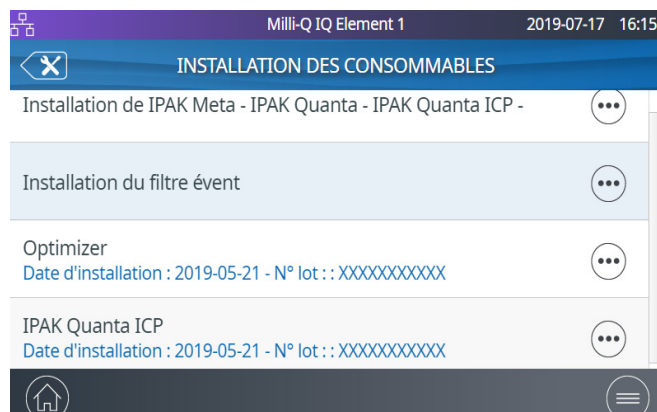 Milli-Q IQ Element 1 2019-07-17 16:15
INSTALLATION DES CONSOMMABLES
Installation de IPAK Meta - IPAK Quanta - IPAK Quanta ICP -
Installation du filtre évent
Optimizer
Date d'installation : 2019-05-21 - N° lot : : XXXXXXXXXXX
IPAK Quanta ICP
Date d'installation : 2019-05-21 - N° lot : : XXXXXXXXXXX